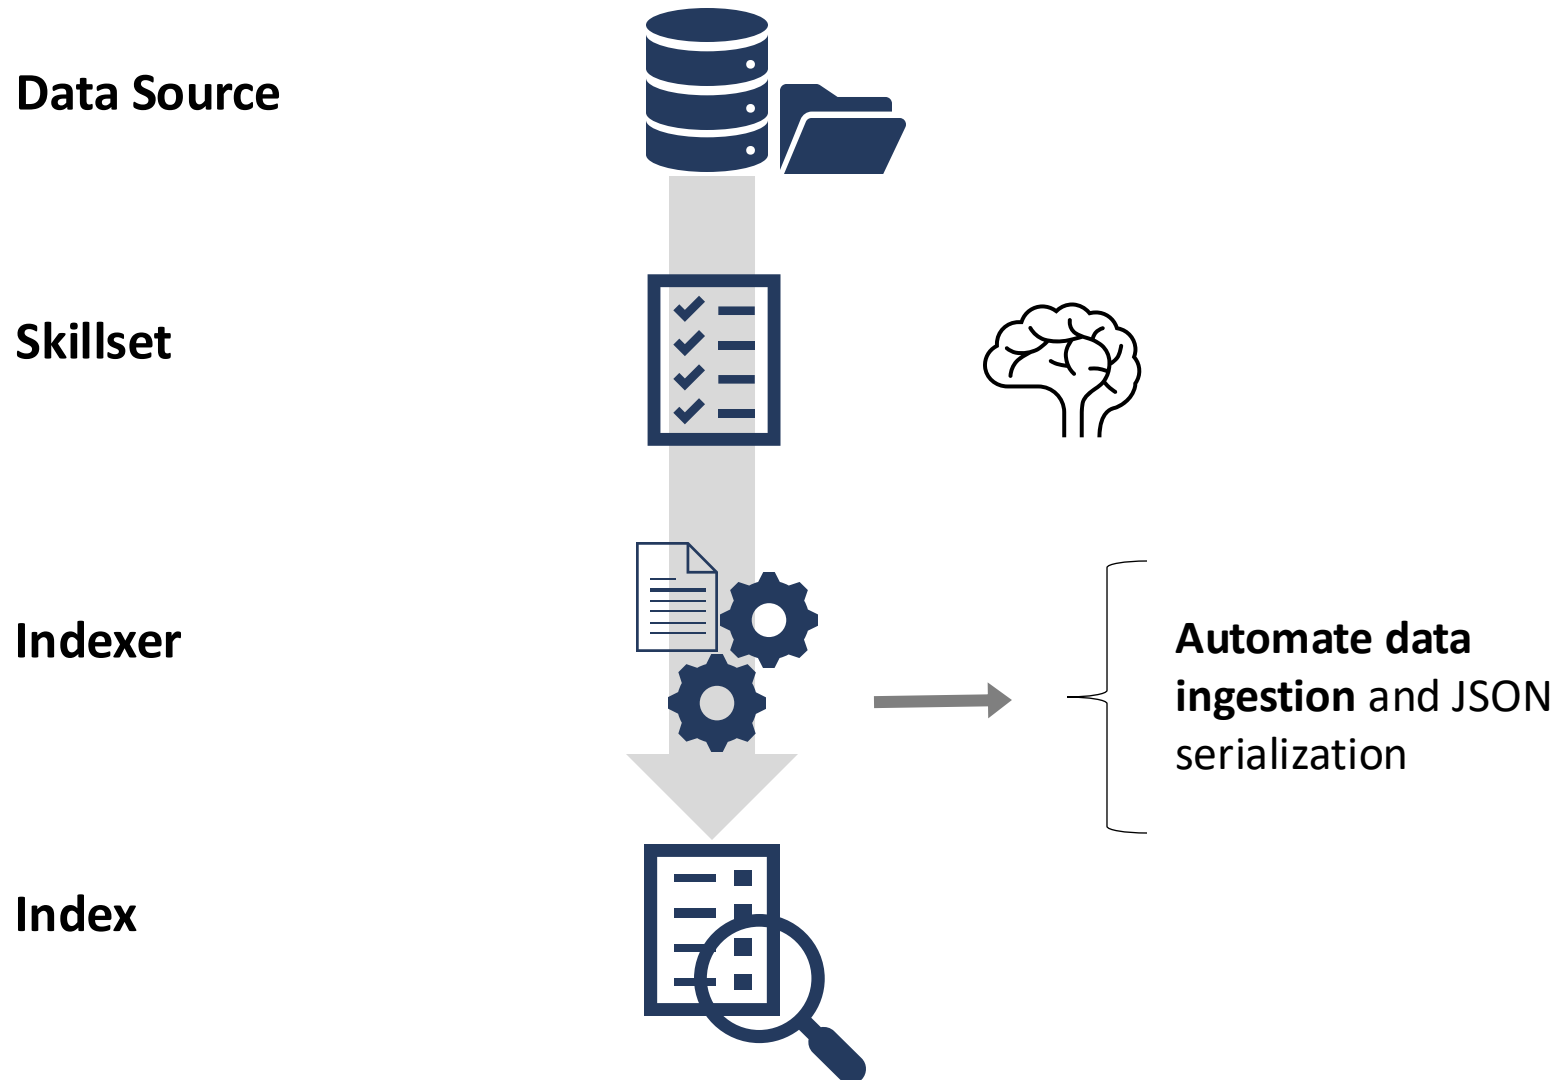 Data Source
Skillset
Indexer
Automate data
ingestion and JSON
serialization
Index